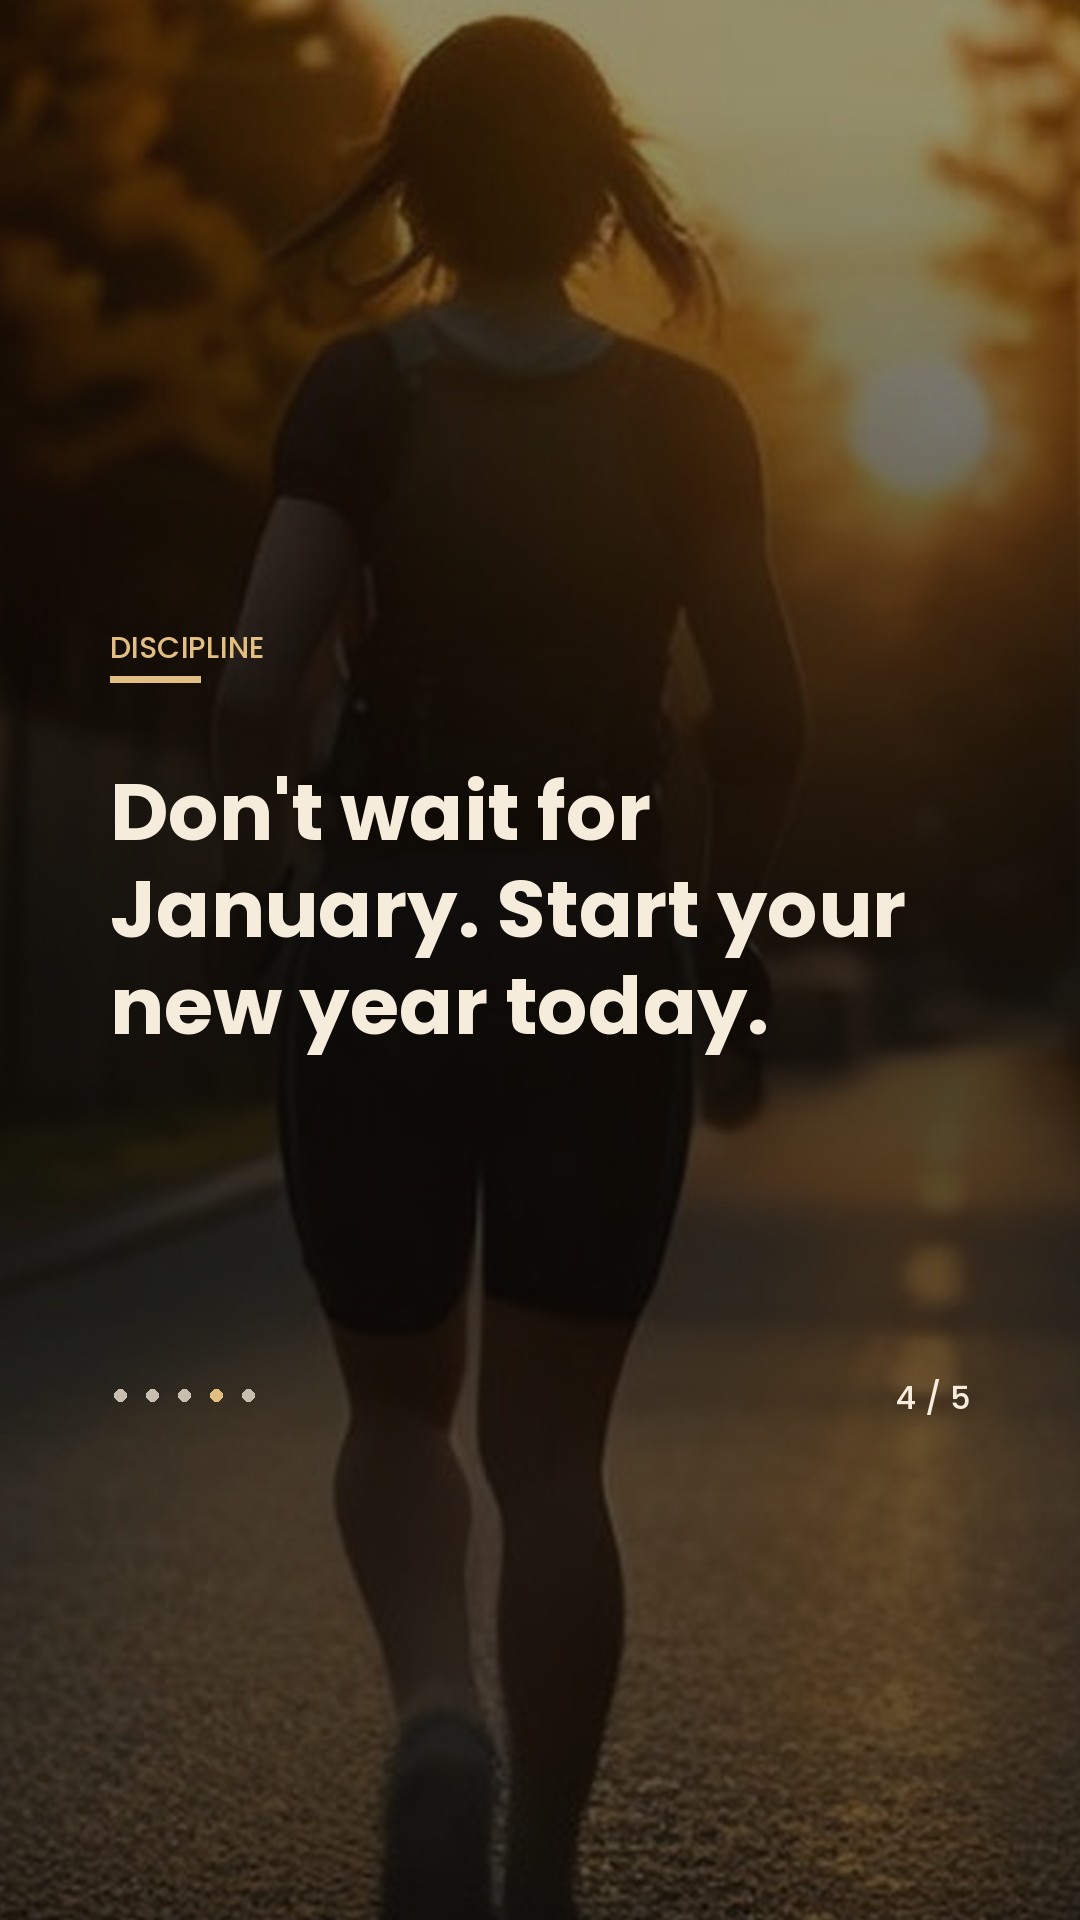 DISCIPLINE
Don't wait for
January. Start your
new year today.
4 / 5